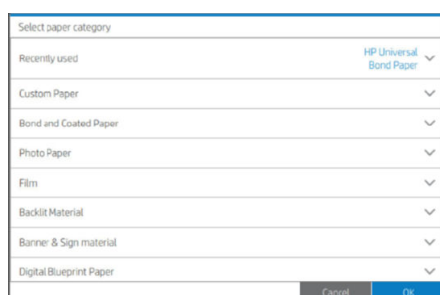 Select paper category
Recently used
HP Universal
Bond Paper
Custom Paper
Bond and Coated Paper
Photo Paper
Film
Backlit Material
Banner & Sign material
Digital Blueprint Paper
Cancel
OK